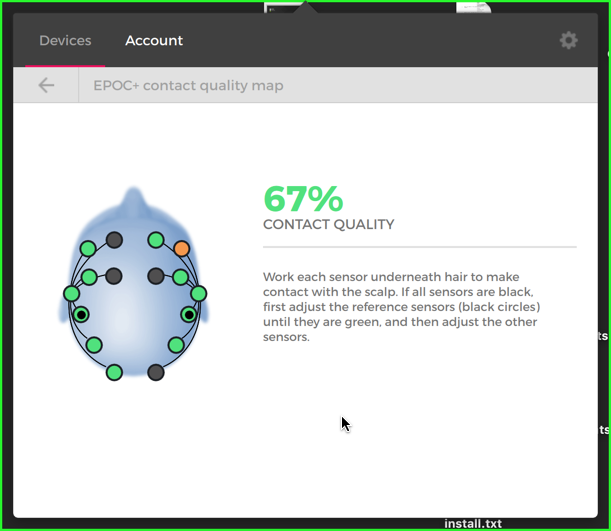 Devices Account
EPOC+ contact quality map
67%
CONTACT QUALITY
Work each sensor underneath hair to make
contact with the scalp. If all sensors are black,
first adjust the reference sensors (black circles)
until they are green, and then adjust the other
sensors.
install.txt